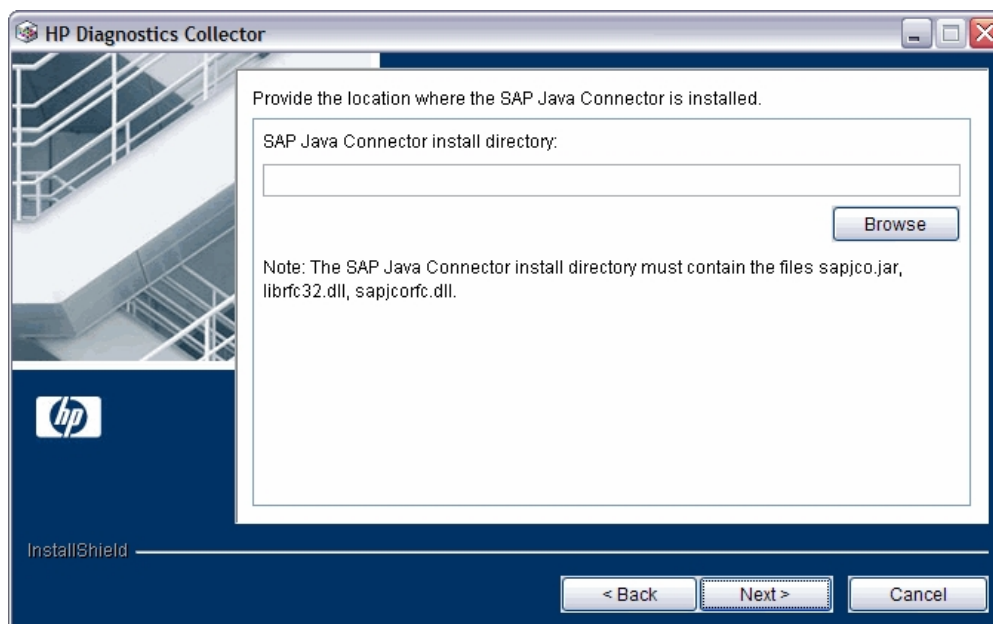 HP Diagnostics Collector
Provide the location where the SAP Java Connector is installed.
SAP Java Connector install directory:
Browse
Note: The SAP Java Connector install directory must contain the files sapjco.jar,
librfc32.dll, sapjcorfc.dll.
hp
InstallShield
< Back
Next >
Cancel